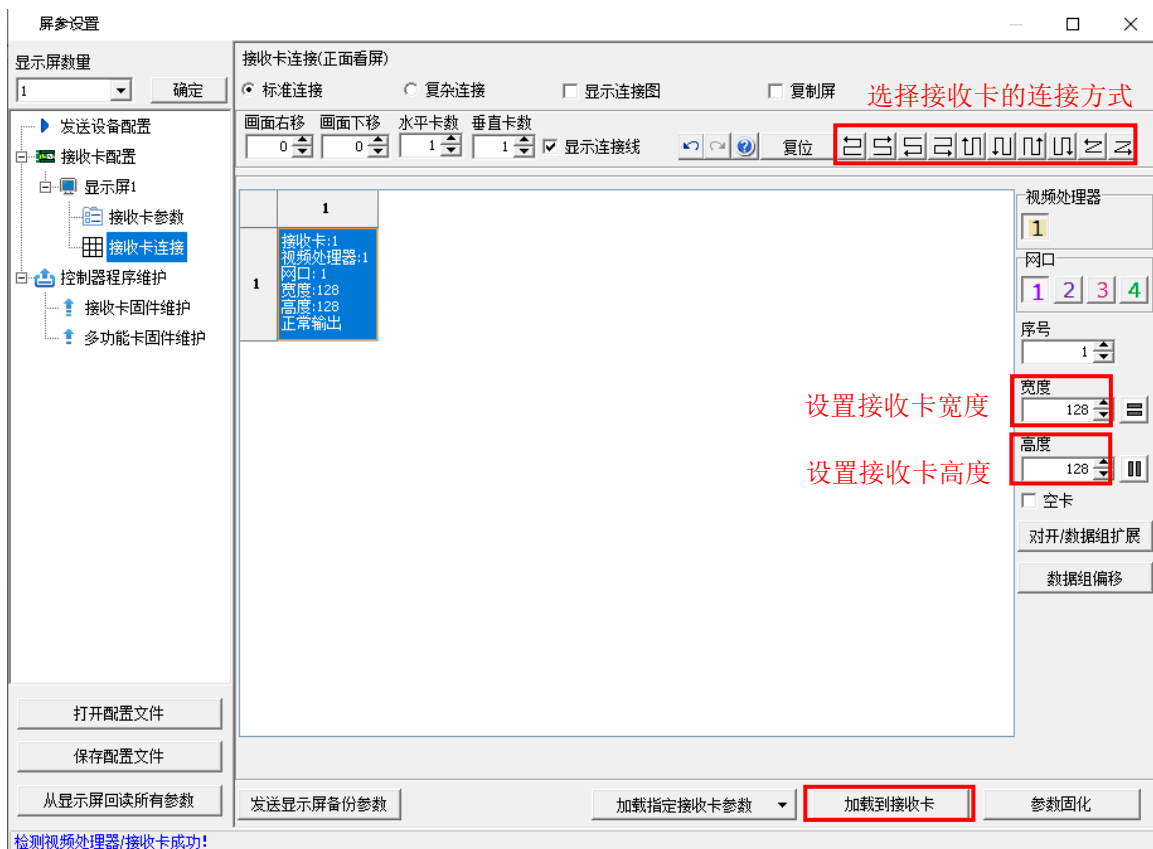 屏参设置
显示屏数量
1
确定
发送设备配置
接收卡配置
显示屏1
接收卡参数
接收卡连接
控制器程序维护
接收卡固件维护
多功能卡固件维护
打开配置文件
保存配置文件
从显示屏回读所有参数
接收卡连接(正面看屏)
标准连接 复杂连接 显示连接图 复制屏
选择接收卡的连接方式
画面右移 画面下移 水平卡数 垂直卡数
0 0 1 1 显示连接线 复位
1
1
接收卡:1
视频处理器:1
网口: 1
宽度:128
高度:128
正常输出
视频处理器
1
网口
1 2 3 4
序号
1
宽度
设置接收卡宽度 128
高度
设置接收卡高度 128
空卡
对开/数据组扩展
数据组偏移
发送显示屏备份参数 加载指定接收卡参数 加载到接收卡 参数固化
检测视频处理器/接收卡成功!